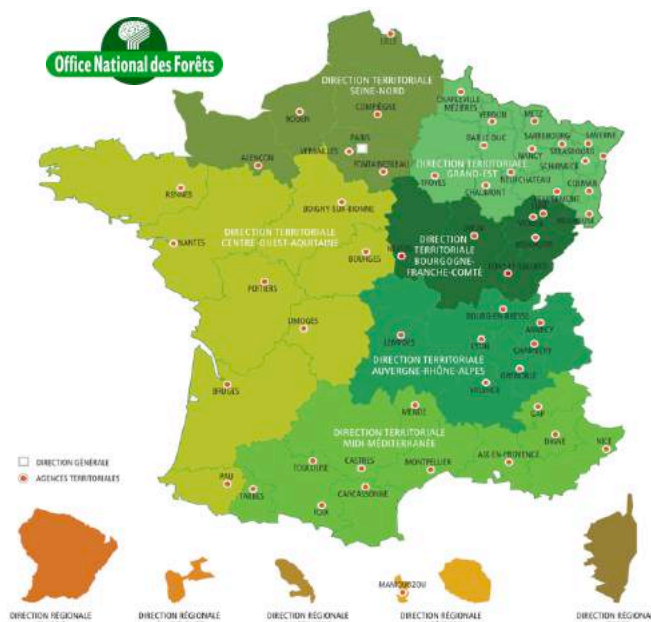 Office National des Forêts
LILLE
DIRECTION TERRITORIALE
SEINE-NORD
CHARLEVILLE
MÉZIÈRES
COMPIÈGNE
ROUEN
VERDUN
METZ
BAR LE DUC
SARREBOURG
SAVERNE
PARIS
VERSAILLES
NANCY
STRASBOURG
SCHIRMECK
ALENÇON
FONTAINEBLEAU
DIRECTION TERRITORIALE
GRAND-EST
NEUFCHATEAU
TROYES
CHAUMONT
COLMAR
RENNES
BOIGNY-SUR-BIONNE
MULHOUSE
DIRECTION TERRITORIALE
CENTRE-OUEST-AQUITAINE
NANTES
BOURGES
DIRECTION
TERRITORIALE
BOURGOGNE-
FRANCHE-COMTÉ
POITIERS
BOURG-EN-BRESSE
LIMOGES
LEMPDES
LYON
ANNECY
CHAMBÉRY
DIRECTION TERRITORIALE
AUVERGNE-RHÔNE-ALPES
GRENOBLE
VALENCE
BRUGES
MENDE
GAP
DIRECTION TERRITORIALE
MIDI-MÉDITERRANÉE
DIGNE
NICE
DIRECTION GÉNÉRALE
AGENCES TERRITORIALES
TOULOUSE
CASTRES
MONTPELLIER
AIX-EN-PROVENCE
PAU
TARBES
CARCASSONNE
FOIX
MAMOUDZOU
DIRECTION RÉGIONALE
DIRECTION RÉGIONALE
DIRECTION RÉGIONALE
DIRECTION RÉGIONALE
DIRECTION RÉGIONA